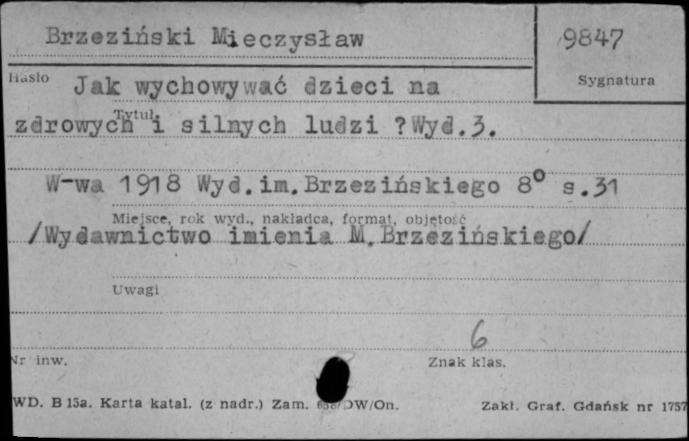 Brzeziński Mieczysław
9847
Hasło
Sygnatura
Jak wychowywać dzieci na
Tytuł
zdrowych i silnych ludzi ? Wyd.3.
W-wa 1918 Wyd.im.Brzezińskiego 8° s.31
Miejsce, rok wyd., nakładca, format, objętość
/Wydawnictwo imienia M.Brzezińskiego/
Uwagi
6
Nr inw.
Znak klas.
WD. B 15a. Karta katal. (z nadr.) Zam. DW/On.
Zakł. Graf. Gdańsk nr 1757